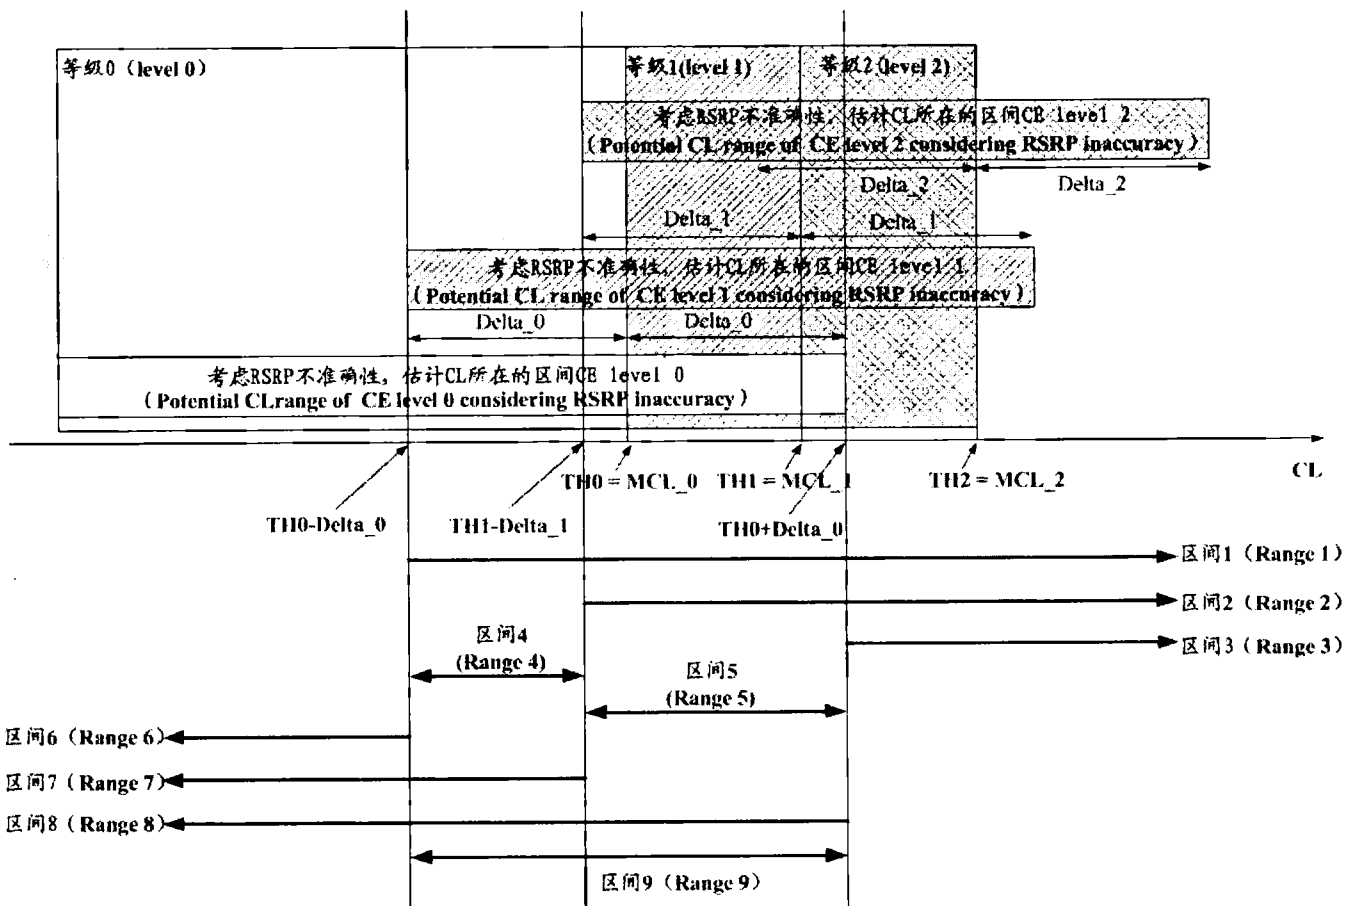 等级0（level 0）
等级1(level 1)
等级2(level 2)
考虑RSRP不准确性，估计CL所在的区间CE level 2
（Potential CL range of CE level 2 considering RSRP inaccuracy）
Delta_2
Delta_2
Delta_1
Delta_1
考虑RSRP不准确性，估计CL所在的区间CE level 1
（Potential CL range of CE level 1 considering RSRP inaccuracy）
Delta_0
Delta_0
考虑RSRP不准确性，估计CL所在的区间CE level 0
（Potential CLrange of CE level 0 considering RSRP inaccuracy）
CL
TH0 = MCL_0
TH1 = MCL_1
TH2 = MCL_2
TH0-Delta_0
TH1-Delta_1
TH0+Delta_0
区间1（Range 1）
区间2（Range 2）
区间3（Range 3）
区间4
(Range 4)
区间5
(Range 5)
区间6（Range 6）
区间7（Range 7）
区间8（Range 8）
区间9（Range 9）